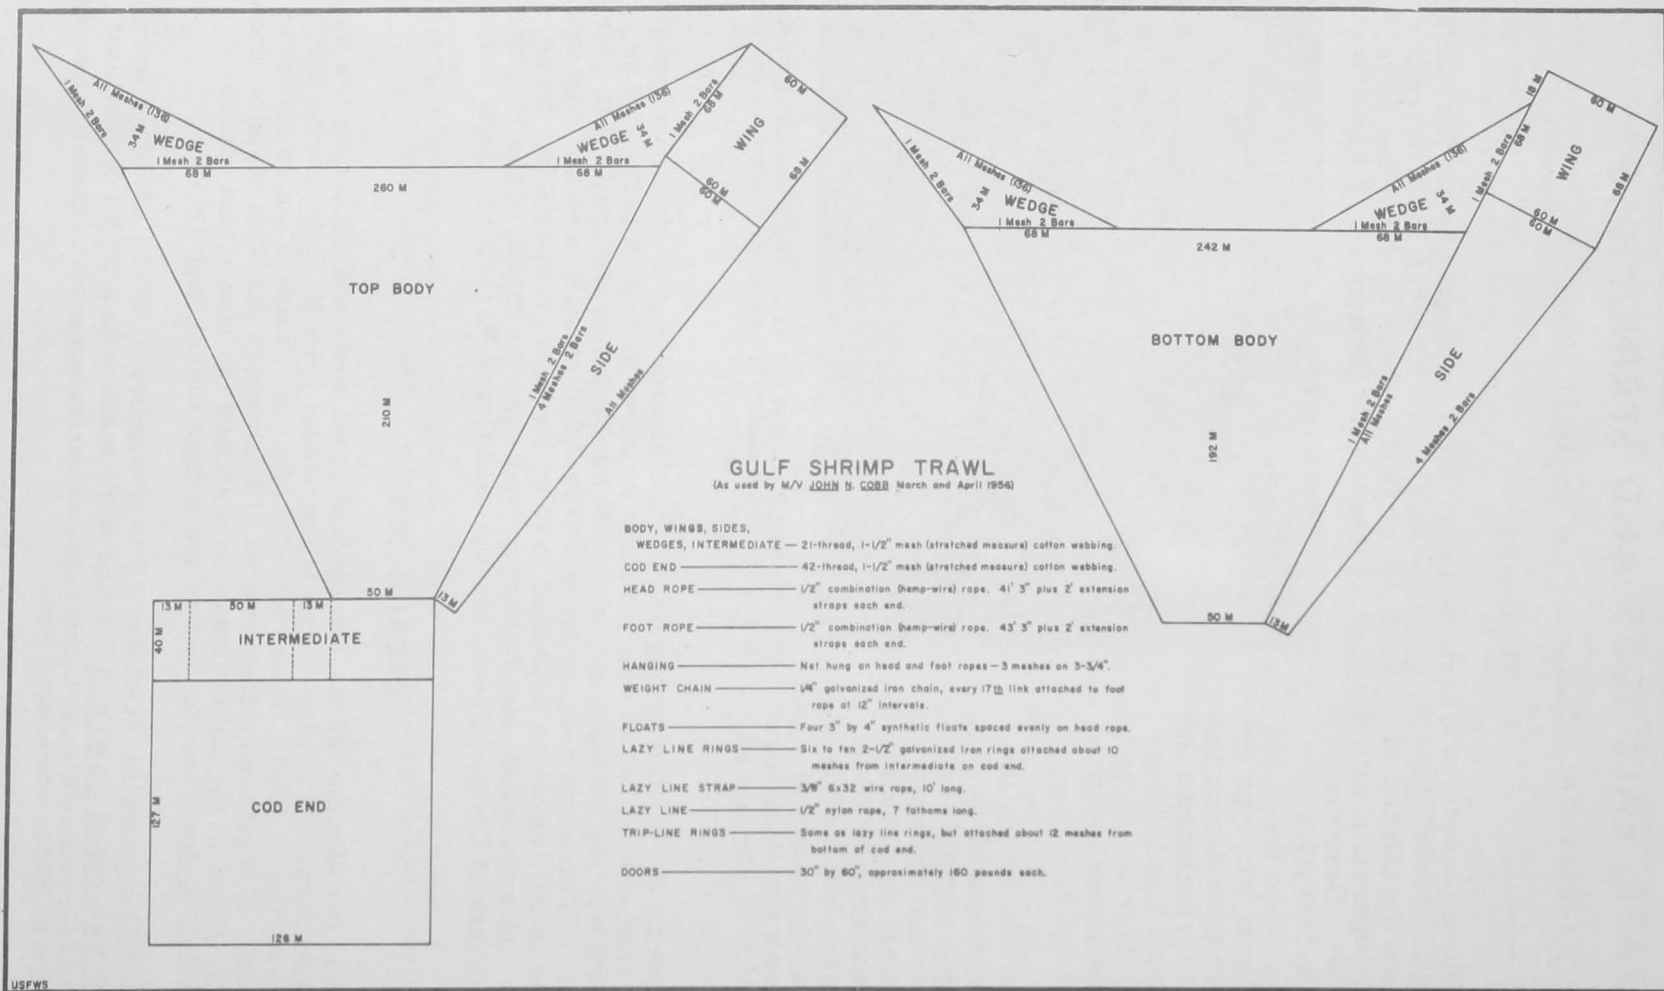 All Meshes (136)
1 Mesh 2 Bars
34 M
WEDGE
1 Mesh 2 Bars
68 M
260 M
All Meshes (136)
WEDGE
34 M
1 Mesh 2 Bars
68 M
1 Mesh 2 Bars
68 M
60 M
WING
68 M
60 M
60 M
TOP BODY
210 M
1 Mesh 2 Bars
4 Meshes 2 Bars
SIDE
All Meshes
50 M
13 M
13 M
50 M
13 M
40 M
INTERMEDIATE
127 M
COD END
126 M
All Meshes (136)
1 Mesh 2 Bars
34 M
WEDGE
1 Mesh 2 Bars
68 M
242 M
All Meshes (136)
WEDGE
34 M
1 Mesh 2 Bars
68 M
18 M
1 Mesh 2 Bars
68 M
60 M
WING
68 M
60 M
60 M
BOTTOM BODY
192 M
1 Mesh 2 Bars
All Meshes
SIDE
4 Meshes 2 Bars
50 M
13 M
GULF SHRIMP TRAWL
(As used by M/V JOHN N. COBB March and April 1956)
BODY, WINGS, SIDES,
WEDGES, INTERMEDIATE — 21-thread, 1-1/2" mesh (stretched measure) cotton webbing.
COD END — 42-thread, 1-1/2" mesh (stretched measure) cotton webbing.
HEAD ROPE — 1/2" combination (hemp-wire) rope. 41' 3" plus 2' extension
straps each end.
FOOT ROPE — 1/2" combination (hemp-wire) rope. 43' 3" plus 2' extension
straps each end.
HANGING — Net hung on head and foot ropes — 3 meshes on 3-3/4".
WEIGHT CHAIN — 1/4" galvanized iron chain, every 17th link attached to foot
rope at 12" intervals.
FLOATS — Four 3" by 4" synthetic floats spaced evenly on head rope.
LAZY LINE RINGS — Six to ten 2-1/2" galvanized iron rings attached about 10
meshes from intermediate on cod end.
LAZY LINE STRAP — 3/8" 6x32 wire rope, 10' long.
LAZY LINE — 1/2" nylon rope, 7 fathoms long.
TRIP-LINE RINGS — Same as lazy line rings, but attached about 12 meshes from
bottom of cod end.
DOORS — 30" by 60", approximately 160 pounds each.
USFWS